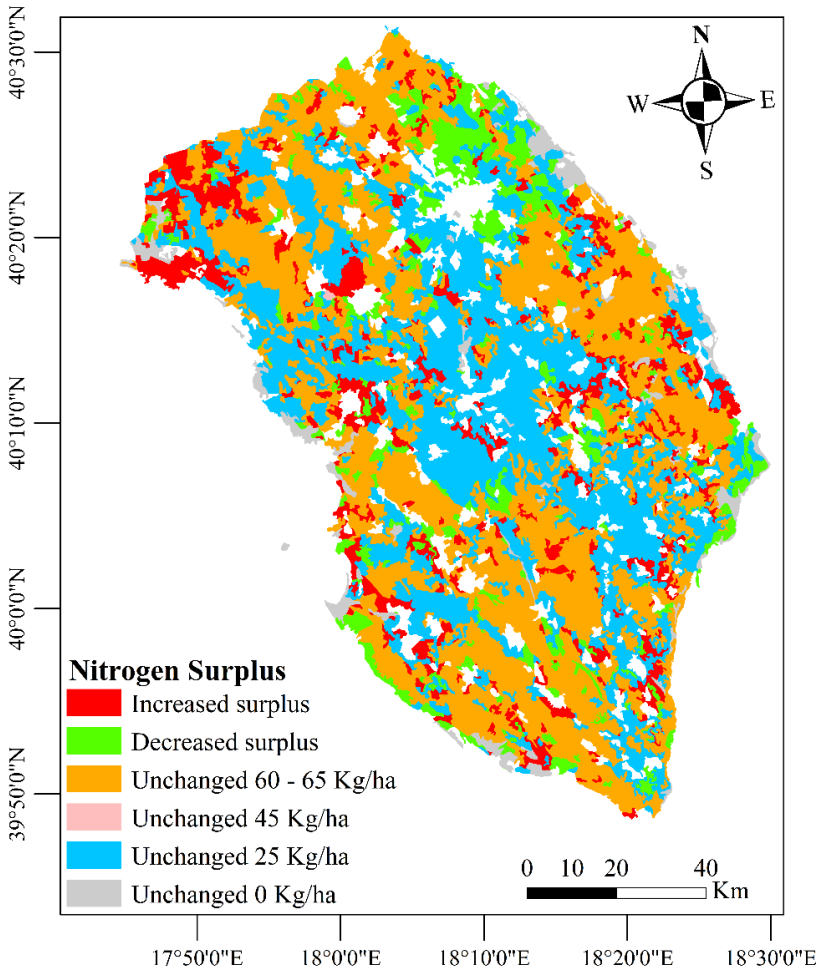 N
W E
S
40°30'0"N
40°20'0"N
40°10'0"N
40°0'0"N
39°50'0"N
Nitrogen Surplus
Increased surplus
Decreased surplus
Unchanged 60 - 65 Kg/ha
Unchanged 45 Kg/ha
Unchanged 25 Kg/ha
Unchanged 0 Kg/ha
0 10 20 40
Km
17°50'0"E 18°0'0"E 18°10'0"E 18°20'0"E 18°30'0"E